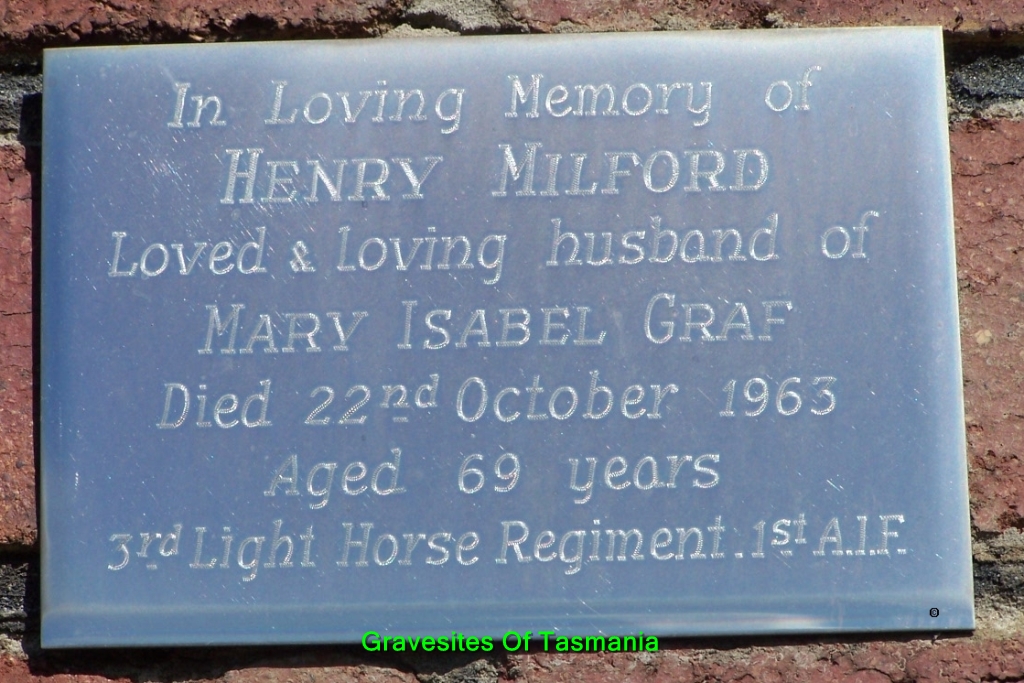 In Loving Memory of
HENRY MILFORD
Loved & loving husband of
MARY ISABEL GRAF
Died 22nd October 1963
Aged 69 years
3rd Light Horse Regiment. 1st A.I.F.
©
Gravesites Of Tasmania